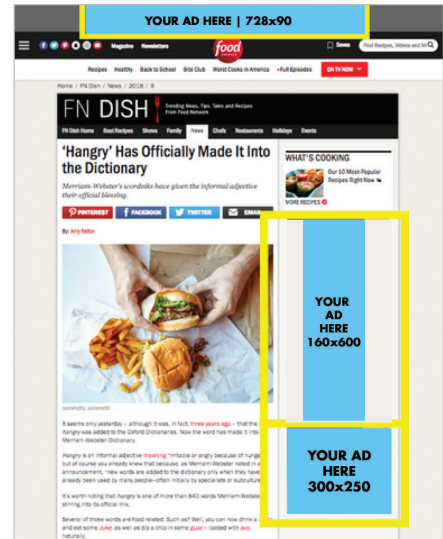 YOUR AD HERE | 728x90
Magazine Newsletters
food
network
Saves
Find Recipes, Videos and M
Recipes Healthy Back to School Bite Club Worst Cooks in America •Full Episodes ON TV NOW
Home / FN Dish / News / 2018 / 9
FN DISH
Trending News, Tips, Tales and Recipes
From Food Network
FN Dish Home Best Recipes Shows Family News Chefs Restaurants Holidays Events
'Hangry' Has Officially Made It Into
the Dictionary
Merriam-Webster's wordniks have given the informal adjective
their official blessing.
PINTEREST
FACEBOOK
TWITTER
EMAIL
By: Amy Reiter
WHAT'S COOKING
Our 10 Most-Popular
Recipes Right Now
MORE RECIPES
YOUR
AD
HERE
160x600
YOUR AD
HERE
300x250
It seems only yesterday – although it was, in fact, three years ago – that the
hangry was added to the Oxford Dictionaries. Now the word has made it into
Merriam-Webster Dictionary.
Hangry is an informal adjective meaning "irritable or angry because of hunge
but of course you already knew that because, as Merriam-Webster noted in a
announcement, "new words are added to the dictionary only when they have
already been used by many people—often initially by specialists or subcultur
It's worth noting that hangry is one of more than 840 words Merriam-Webste
stirring into its official mix.
Several of those words are food related. Such as? Well, you can now drink a
and eat some zuke, as well as dip a chip in some guac – loaded with avo,
naturally.